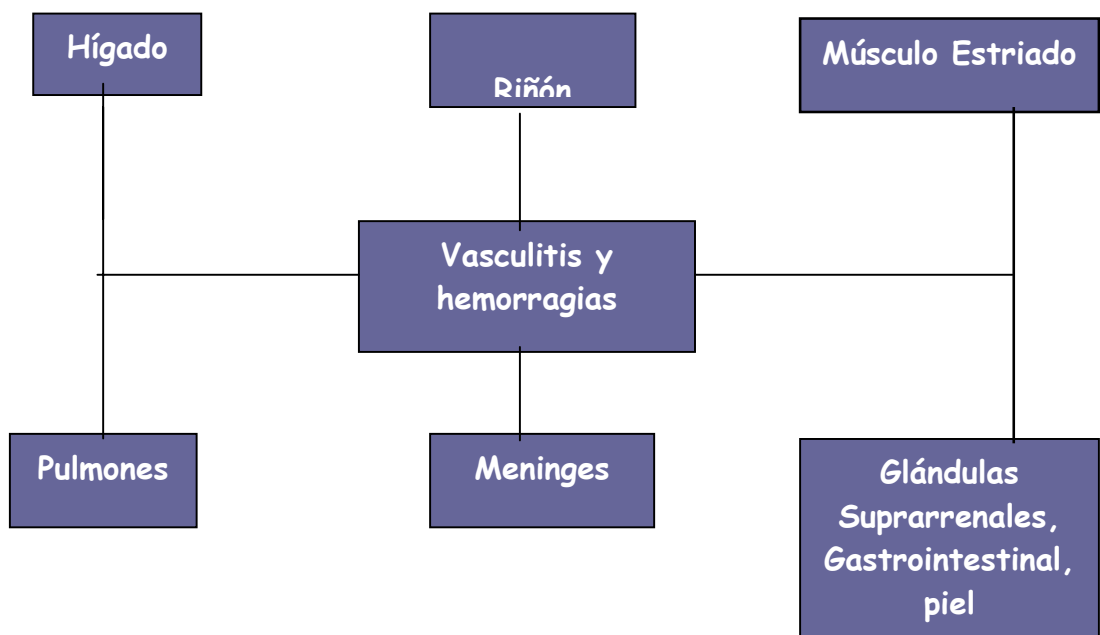 Hígado
Riñón
Músculo Estriado
Vasculitis y
hemorragias
Pulmones
Meninges
Glándulas
Suprarrenales,
Gastrointestinal,
piel